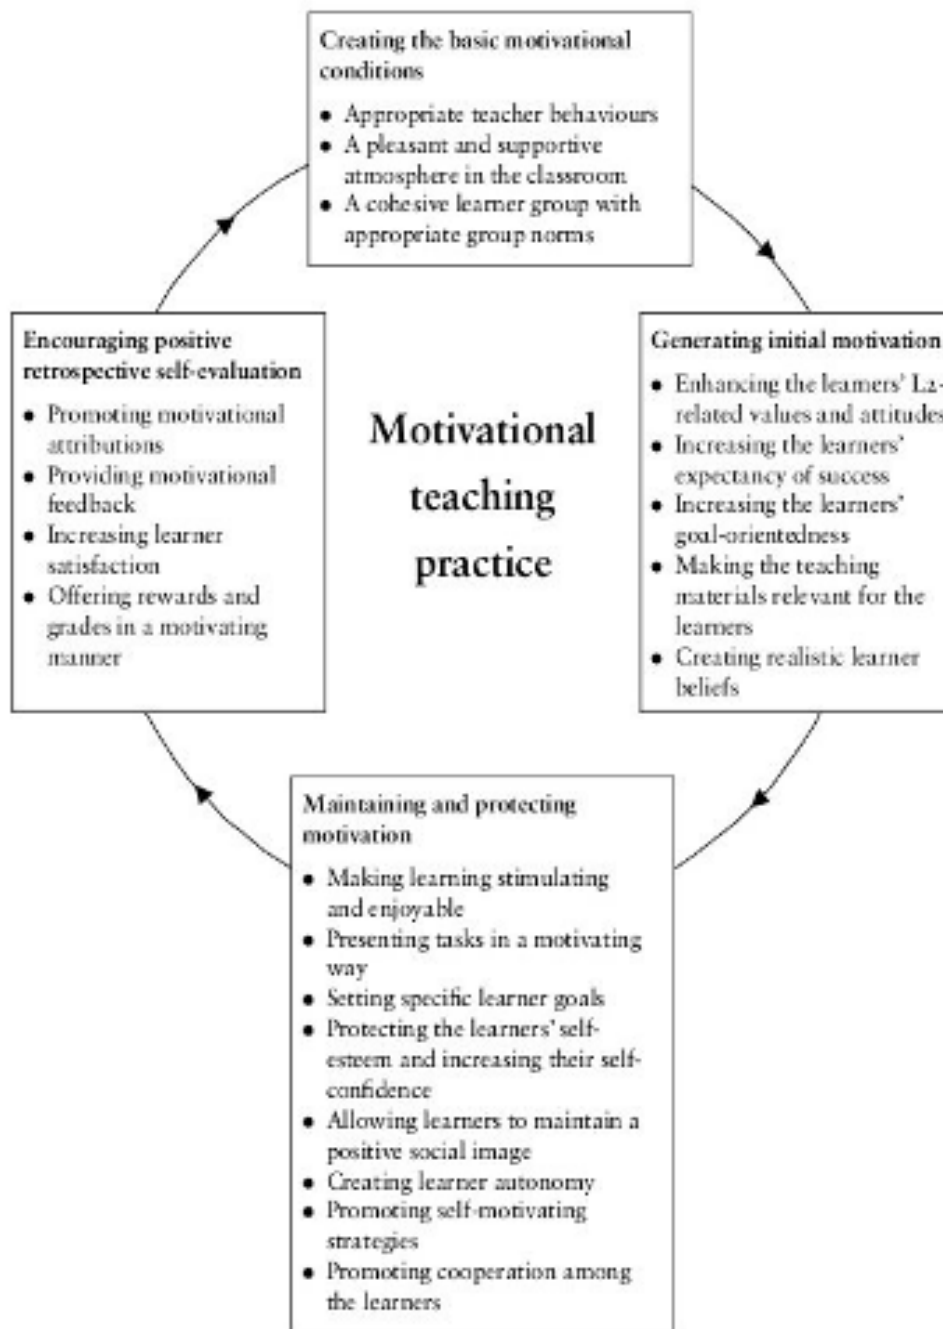 Creating the basic motivational
conditions
● Appropriate teacher behaviours
● A pleasant and supportive
atmosphere in the classroom
● A cohesive learner group with
appropriate group norms
Generating initial motivation
● Enhancing the learners' L2-
related values and attitudes
● Increasing the learners'
expectancy of success
● Increasing the learners'
goal-orientedness
● Making the teaching
materials relevant for the
learners
● Creating realistic learner
beliefs
Maintaining and protecting
motivation
● Making learning stimulating
and enjoyable
● Presenting tasks in a motivating
way
● Setting specific learner goals
● Protecting the learners' self-
esteem and increasing their self-
confidence
● Allowing learners to maintain a
positive social image
● Creating learner autonomy
● Promoting self-motivating
strategies
● Promoting cooperation among
the learners
Encouraging positive
retrospective self-evaluation
● Promoting motivational
attributions
● Providing motivational
feedback
● Increasing learner
satisfaction
● Offering rewards and
grades in a motivating
manner
Motivational
teaching
practice